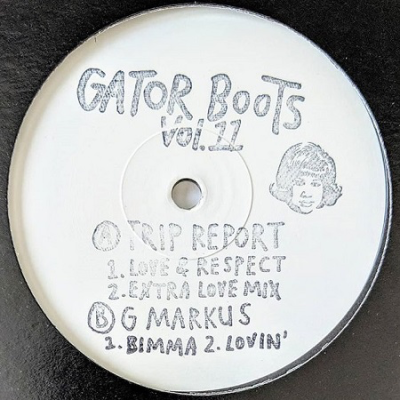 GATOR BOOTS
Vol.11
A TRIP REPORT
1. LOVE & RESPECT
2. EXTRA LOVE MIX
B G MARKUS
1. BIMMA 2. LOVIN'